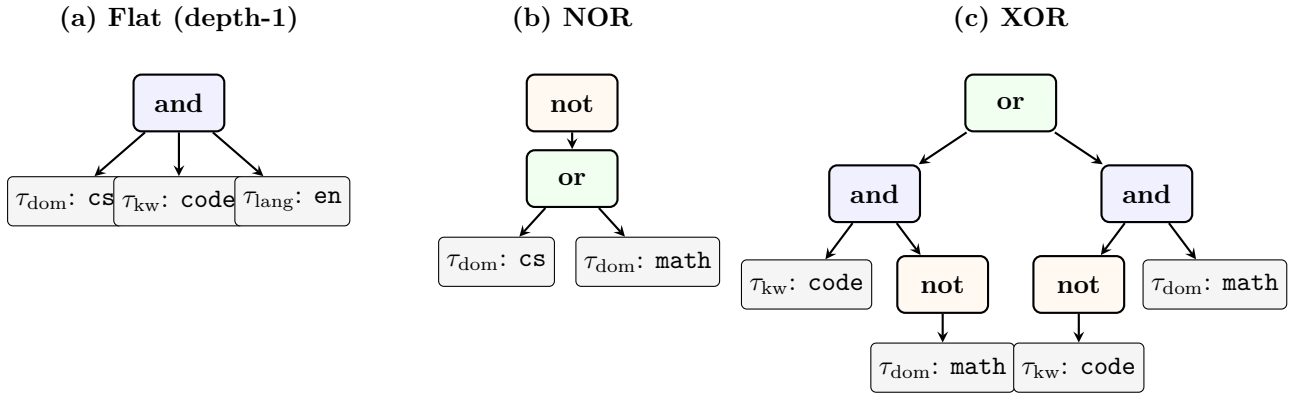 (a) Flat (depth-1)
and
τdom: cs
τkw: code
τlang: en
(b) NOR
not
or
τdom: cs
τdom: math
(c) XOR
or
and
and
τkw: code
not
not
τdom: math
τdom: math
τkw: code